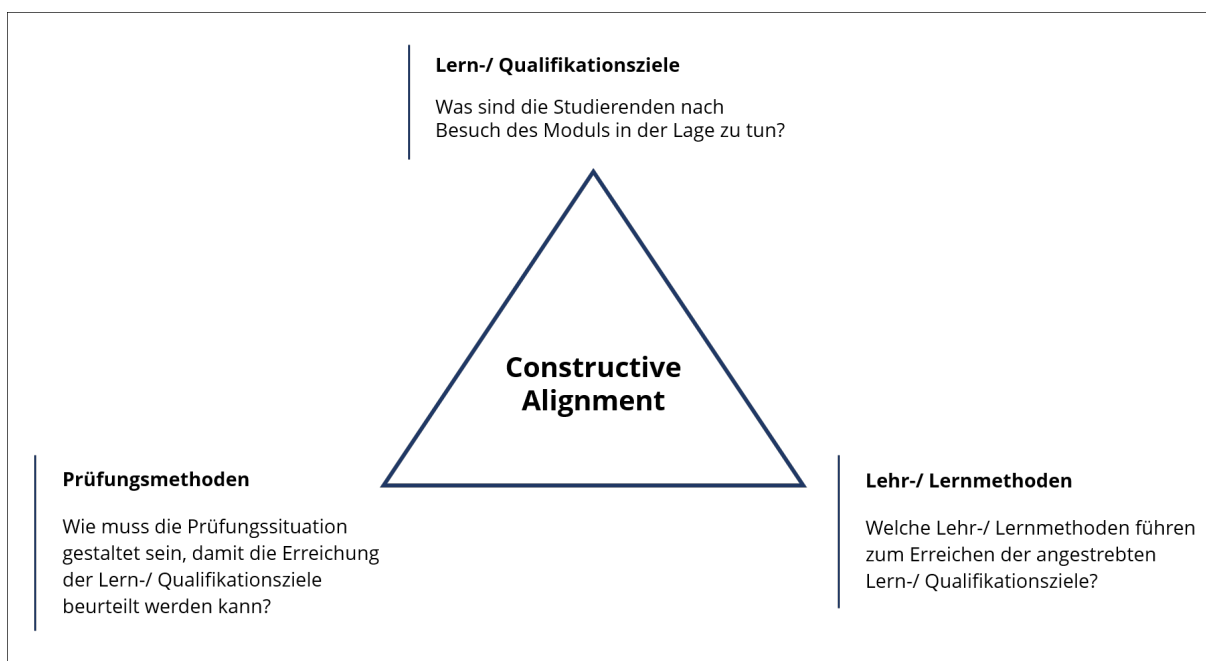 Lern-/ Qualifikationsziele
Was sind die Studierenden nach
Besuch des Moduls in der Lage zu tun?
Constructive
Alignment
Prüfungsmethoden
Wie muss die Prüfungssituation
gestaltet sein, damit die Erreichung
der Lern-/ Qualifikationsziele
beurteilt werden kann?
Lehr-/ Lernmethoden
Welche Lehr-/ Lernmethoden führen
zum Erreichen der angestrebten
Lern-/ Qualifikationsziele?